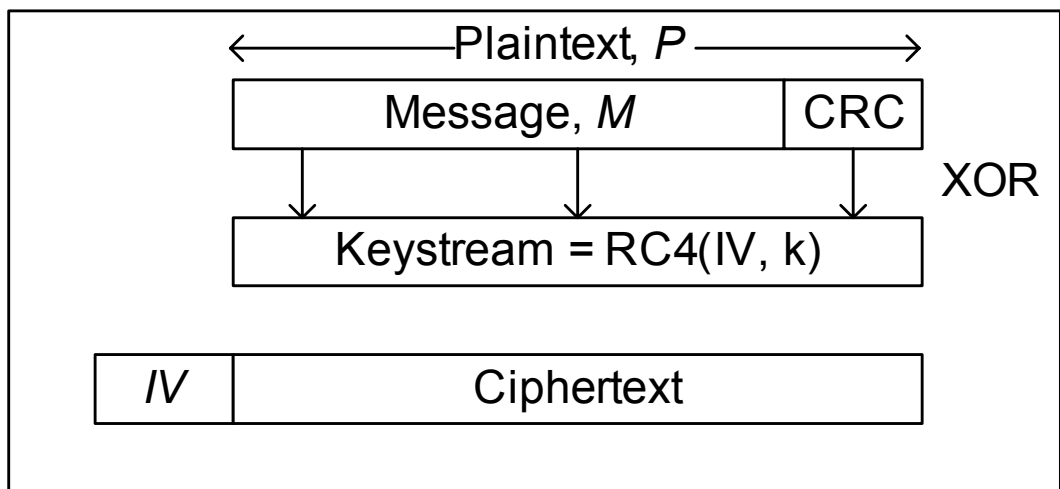 Plaintext, P
Message, M CRC
XOR
Keystream = RC4(IV, k)
IV Ciphertext